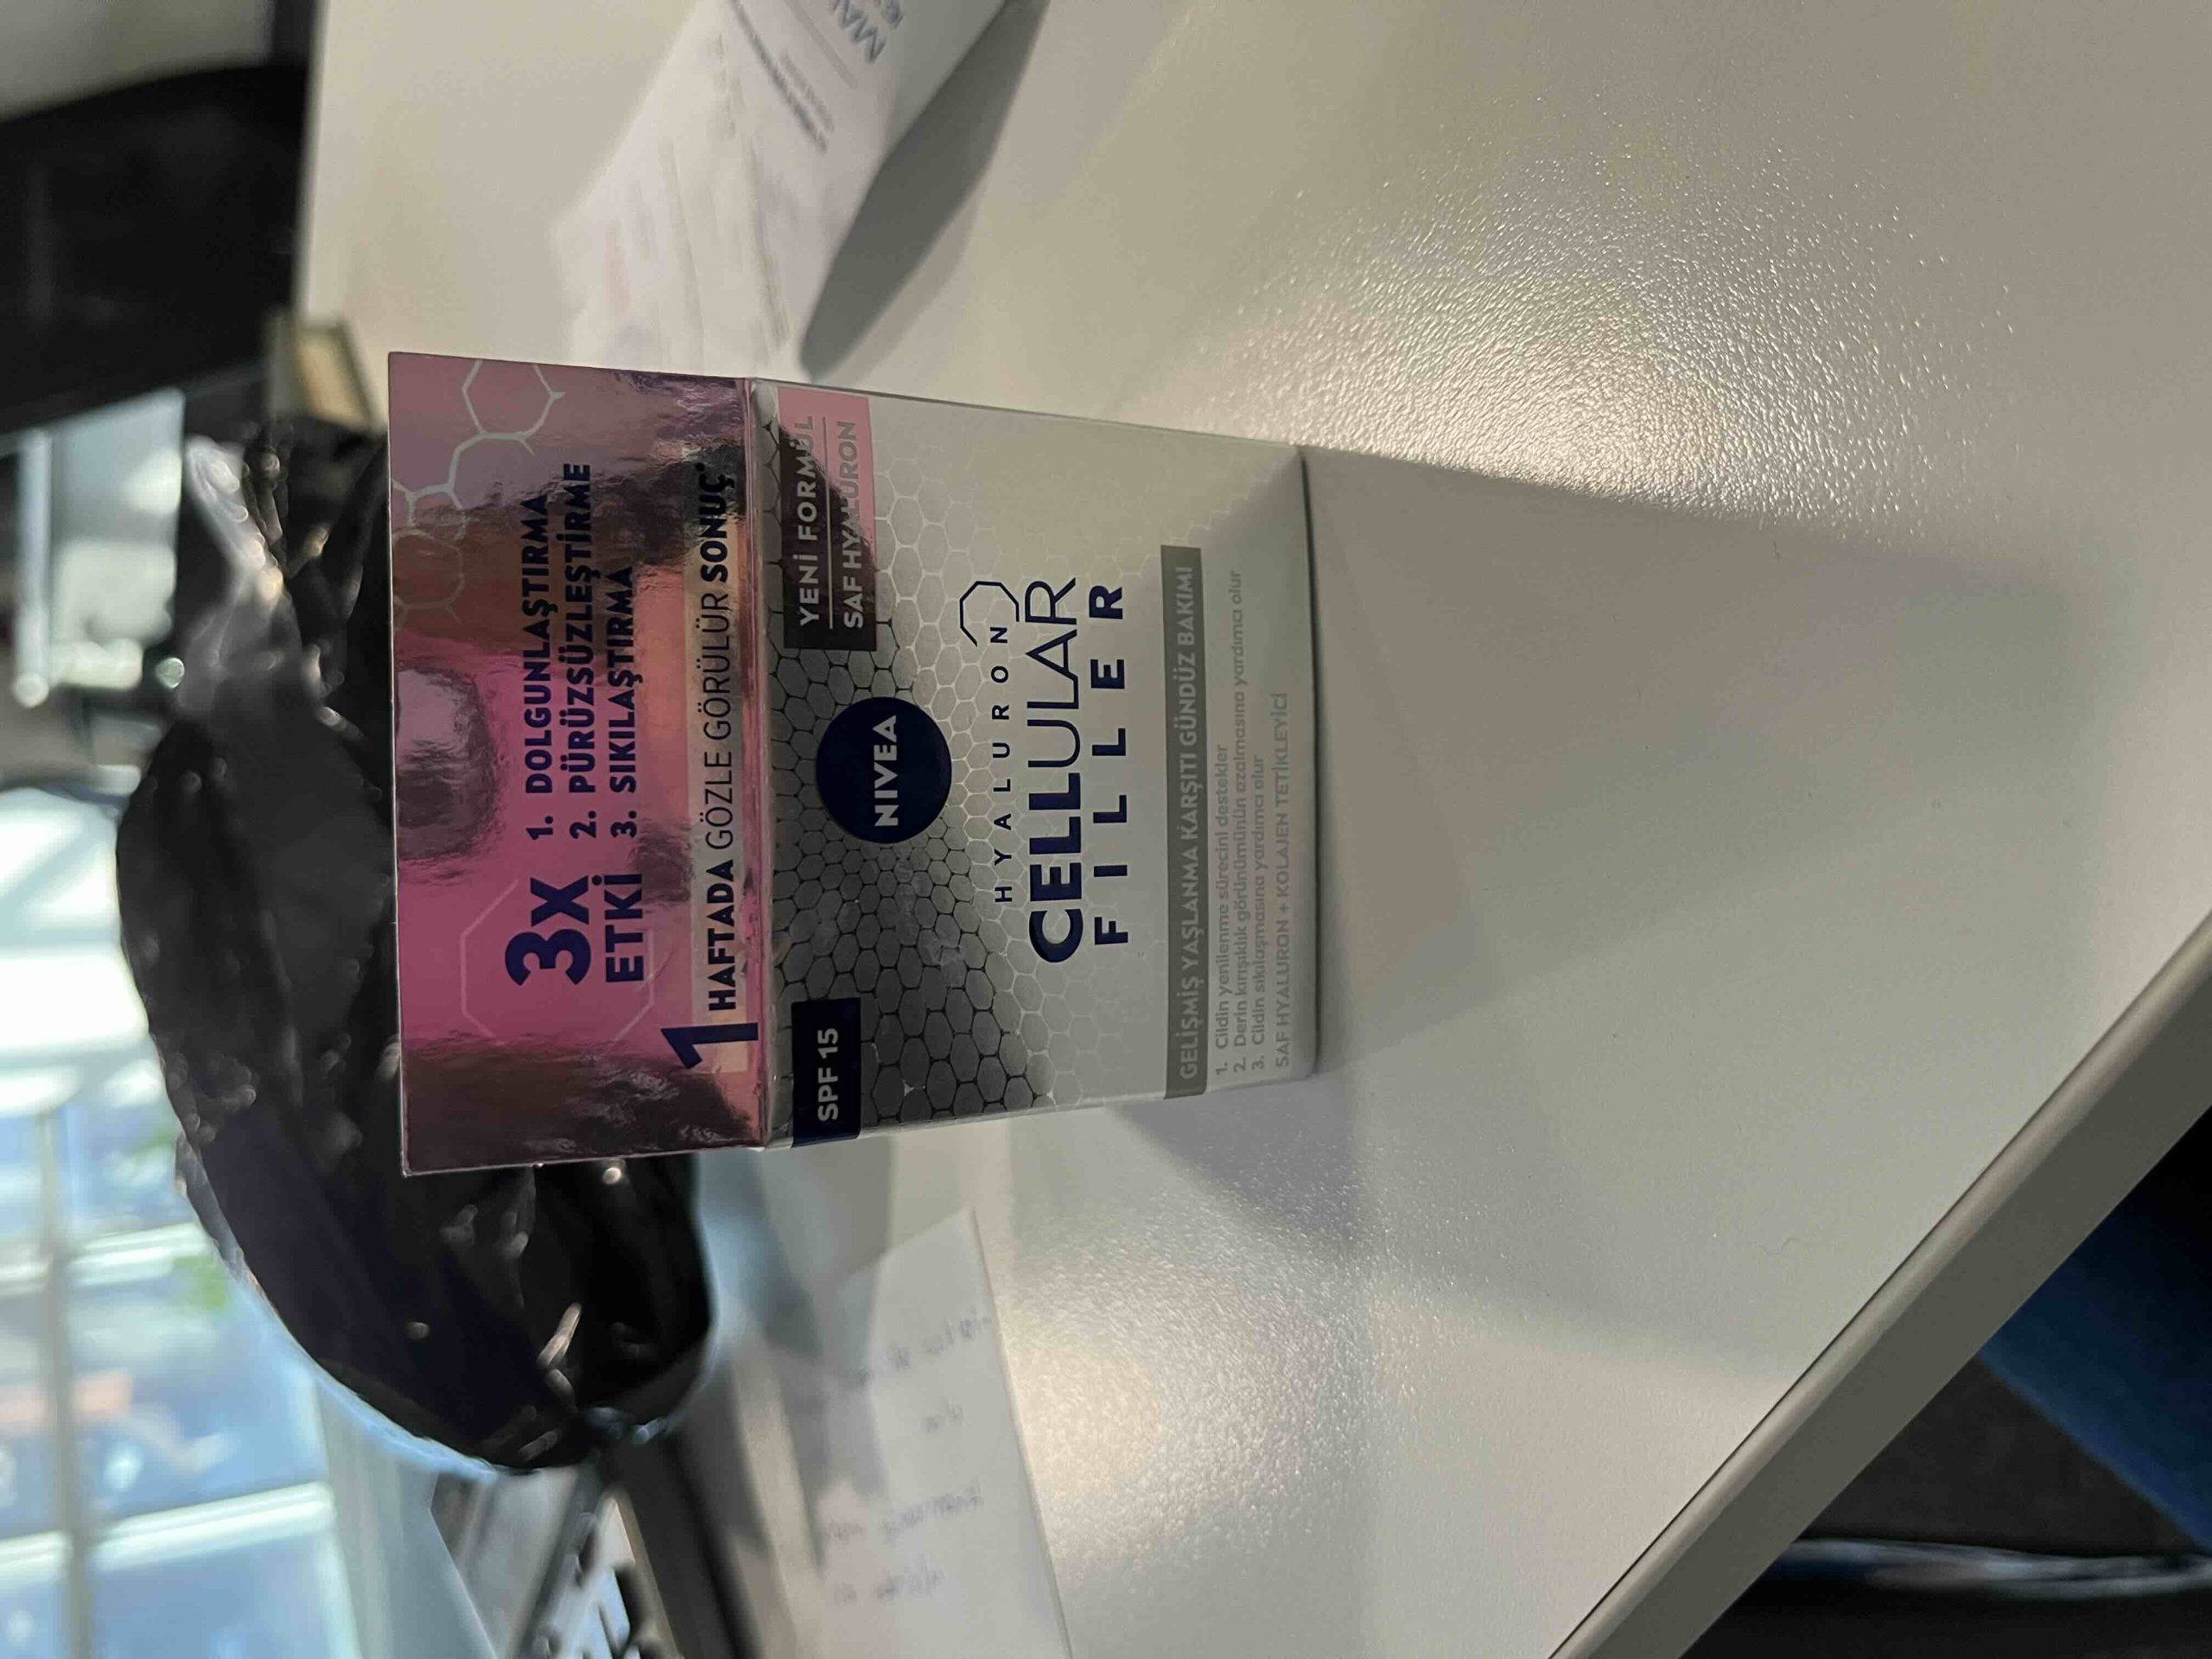 3X
ETKİ
1. DOLGUNLAŞTIRMA
2. PÜRÜZSÜZLEŞTİRME
3. SIKILAŞTIRMA
1 HAFTADA GÖZLE GÖRÜLÜR SONUÇ.*
SPF 15
YENİ FORMÜL
SAF HYALURON
NIVEA
HYALURON
CELLULAR
FILLER
GELİŞMİŞ YAŞLANMA KARŞITI GÜNDÜZ BAKIMI
1. Cildin yenilenme sürecini destekler
2. Derin kırışıklık görünümünün azalmasına yardımcı olur
3. Cildin sıkılaşmasına yardımcı olur
SAF HYALURON + KOLAJEN TETİKLEYİCİ